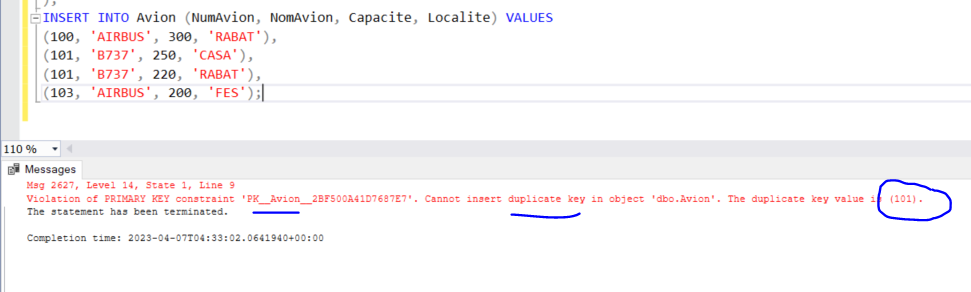 );
INSERT INTO Avion (NumAvion, NomAvion, Capacite, Localite) VALUES
(100, 'AIRBUS', 300, 'RABAT'),
(101, 'B737', 250, 'CASA'),
(101, 'B737', 220, 'RABAT'),
(103, 'AIRBUS', 200, 'FES');
110 %
Messages
Msg 2627, Level 14, State 1, Line 9
Violation of PRIMARY KEY constraint 'PK__Avion__2BF500A41D7687E7'. Cannot insert duplicate key in object 'dbo.Avion'. The duplicate key value is (101).
The statement has been terminated.
Completion time: 2023-04-07T04:33:02.0641940+00:00